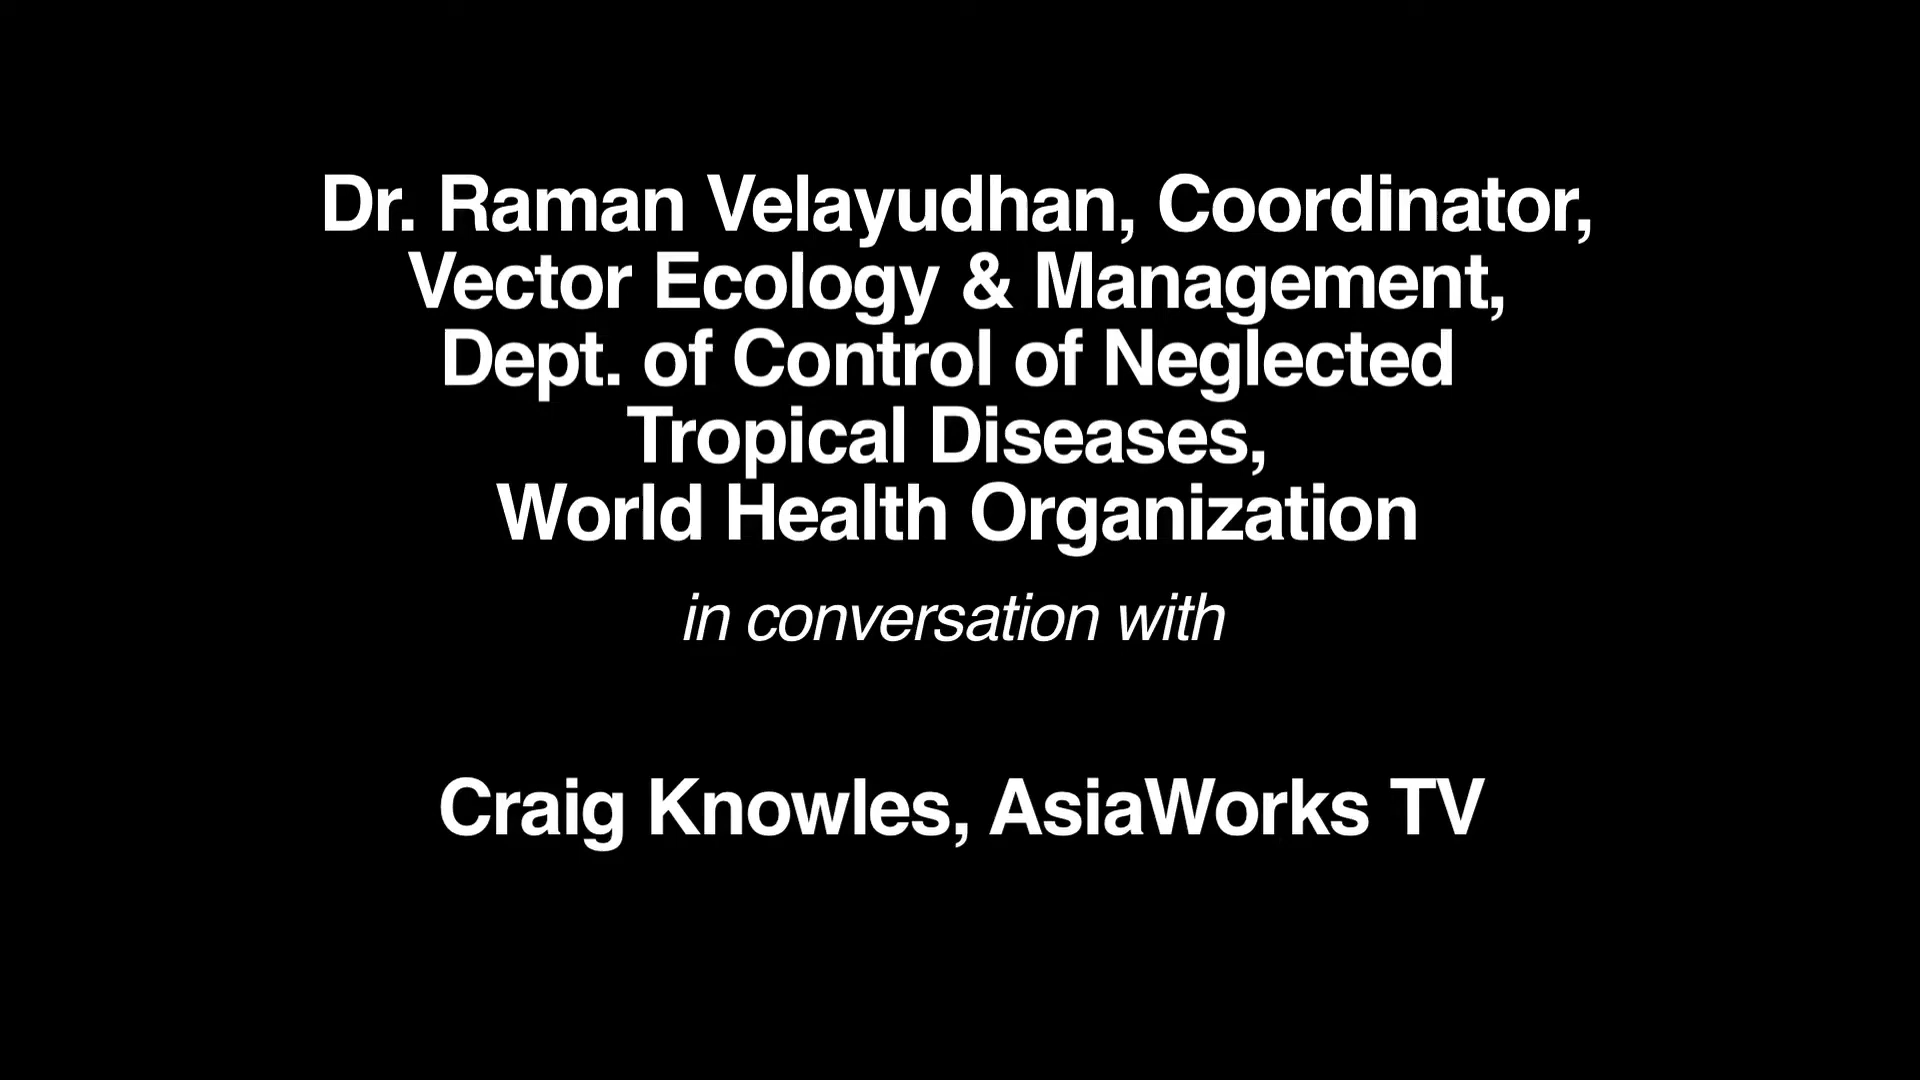 Dr. Raman Velayudhan, Coordinator,
Vector Ecology & Management,
Dept. of Control of Neglected
Tropical Diseases,
World Health Organization
in conversation with
Craig Knowles, AsiaWorks TV